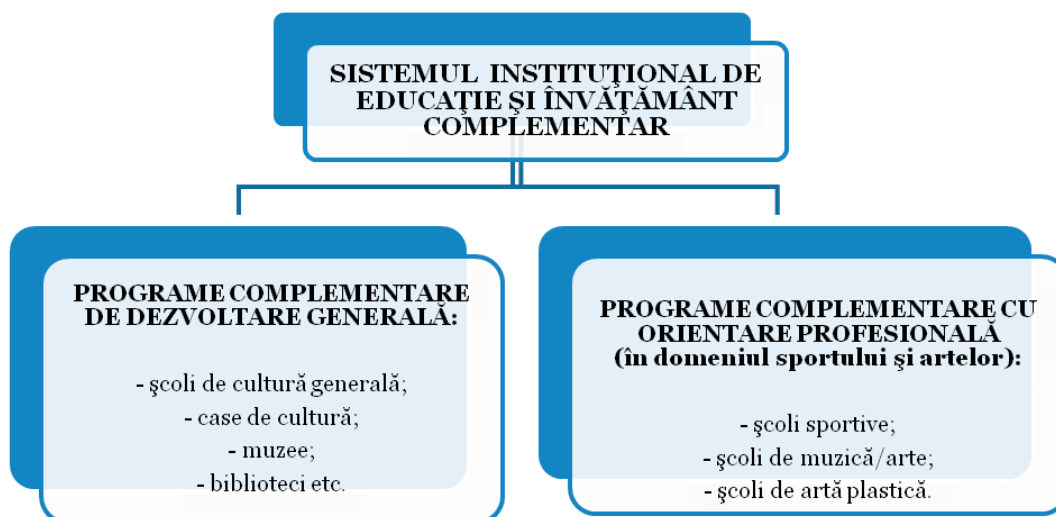 SISTEMUL INSTITUŢIONAL DE
EDUCAŢIE ŞI ÎNVĂŢĂMÂNT
COMPLEMENTAR
PROGRAME COMPLEMENTARE
DE DEZVOLTARE GENERALĂ:
- şcoli de cultură generală;
- case de cultură;
- muzee;
- biblioteci etc.
PROGRAME COMPLEMENTARE CU
ORIENTARE PROFESIONALĂ
(în domeniul sportului şi artelor):
- şcoli sportive;
- şcoli de muzică/arte;
- şcoli de artă plastică.